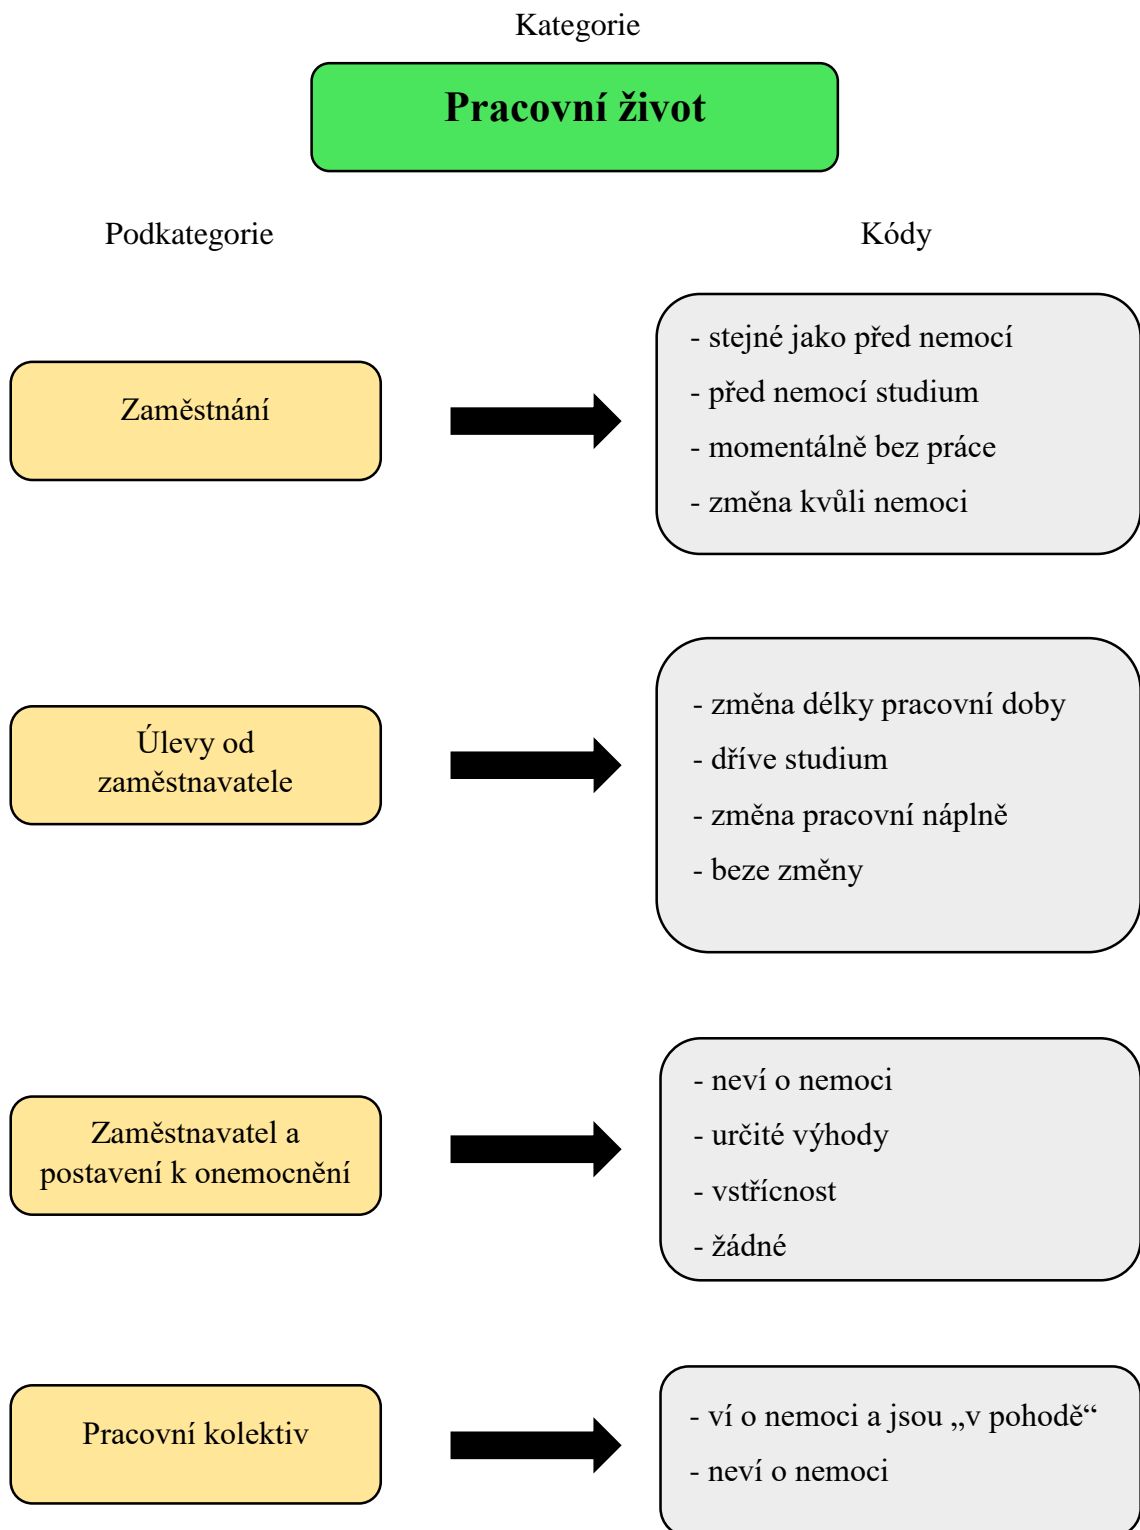 Kategorie
Pracovní život
Podkategorie
Kódy
Zaměstnání
- stejné jako před nemocí
- před nemocí studium
- momentálně bez práce
- změna kvůli nemoci
Úlevy od
zaměstnavatele
- změna délky pracovní doby
- dříve studium
- změna pracovní náplně
- beze změny
Zaměstnavatel a
postavení k onemocnění
- neví o nemoci
- určité výhody
- vstřícnost
- žádné
Pracovní kolektiv
- ví o nemoci a jsou „v pohodě“
- neví o nemoci